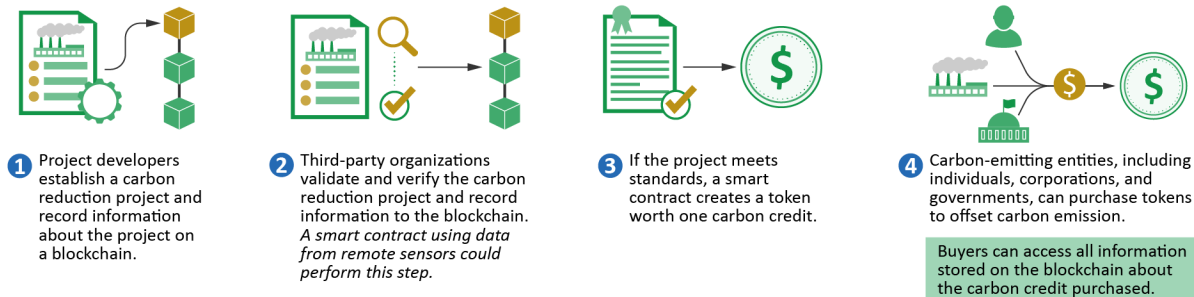 1 Project developers
establish a carbon
reduction project and
record information
about the project on
a blockchain.
2 Third-party organizations
validate and verify the carbon
reduction project and record
information to the blockchain.
A smart contract using data
from remote sensors could
perform this step.
$
3 If the project meets
standards, a smart
contract creates a token
worth one carbon credit.
$
$
4 Carbon-emitting entities, including
individuals, corporations, and
governments, can purchase tokens
to offset carbon emission.
Buyers can access all information
stored on the blockchain about
the carbon credit purchased.